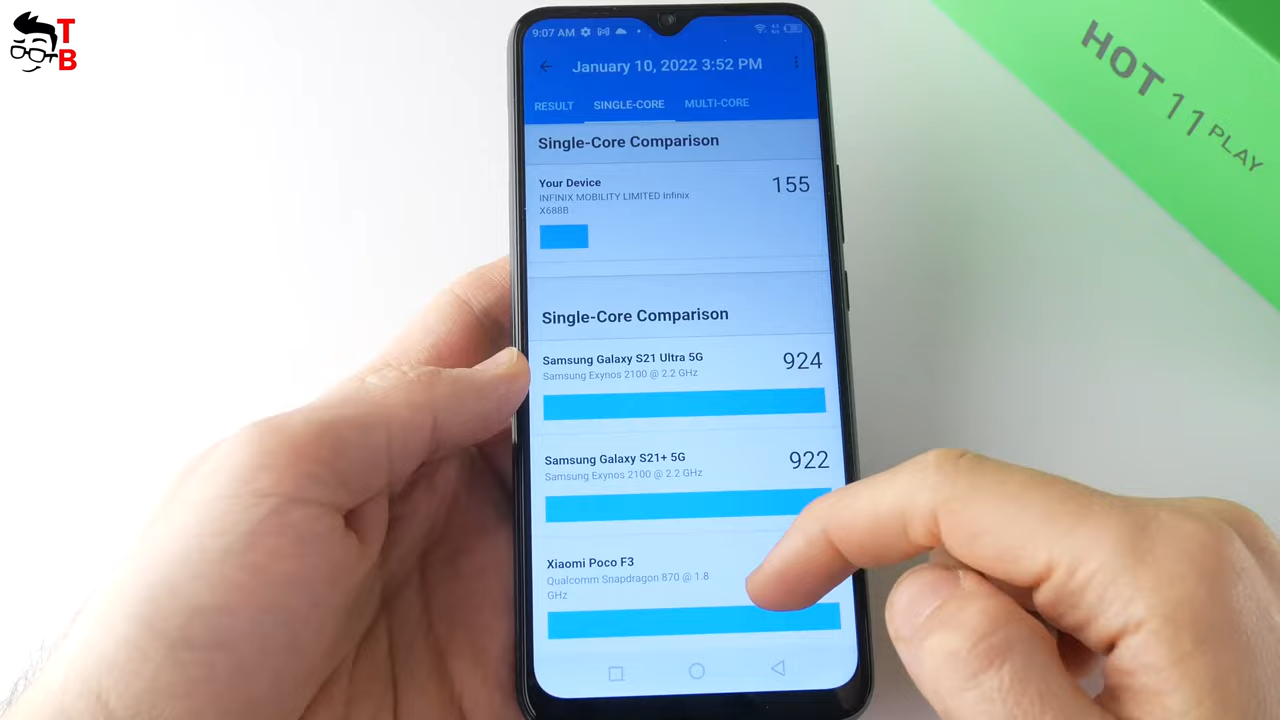 TB
HOT 11 PLAY
9:07 AM
January 10, 2022 3:52 PM
RESULT SINGLE-CORE MULTI-CORE
Single-Core Comparison
Your Device 155
INFINIX MOBILITY LIMITED Infinix
X688B
Single-Core Comparison
Samsung Galaxy S21 Ultra 5G 924
Samsung Exynos 2100 @ 2.2 GHz
Samsung Galaxy S21+ 5G 922
Samsung Exynos 2100 @ 2.2 GHz
Xiaomi Poco F3
Qualcomm Snapdragon 870 @ 1.8
GHz